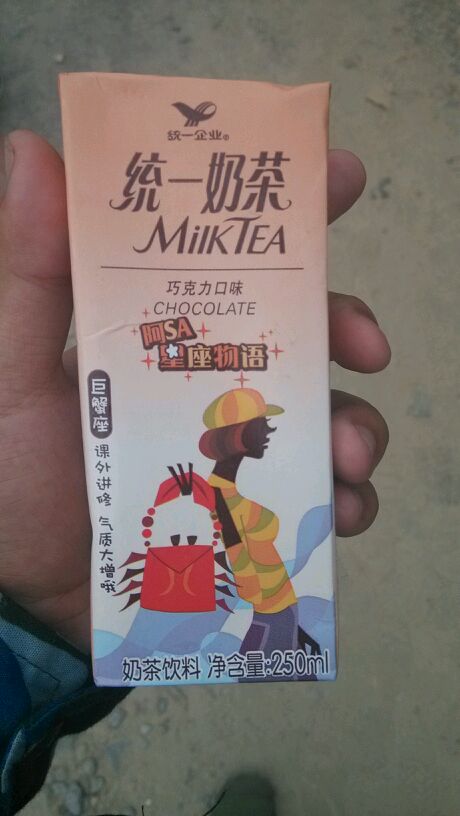 统一企业®
统一奶茶
MilK TEA
巧克力口味
CHOCOLATE
阿SA
星座物语
巨蟹座
课外进修 气质大增哦
奶茶饮料 净含量:250ml